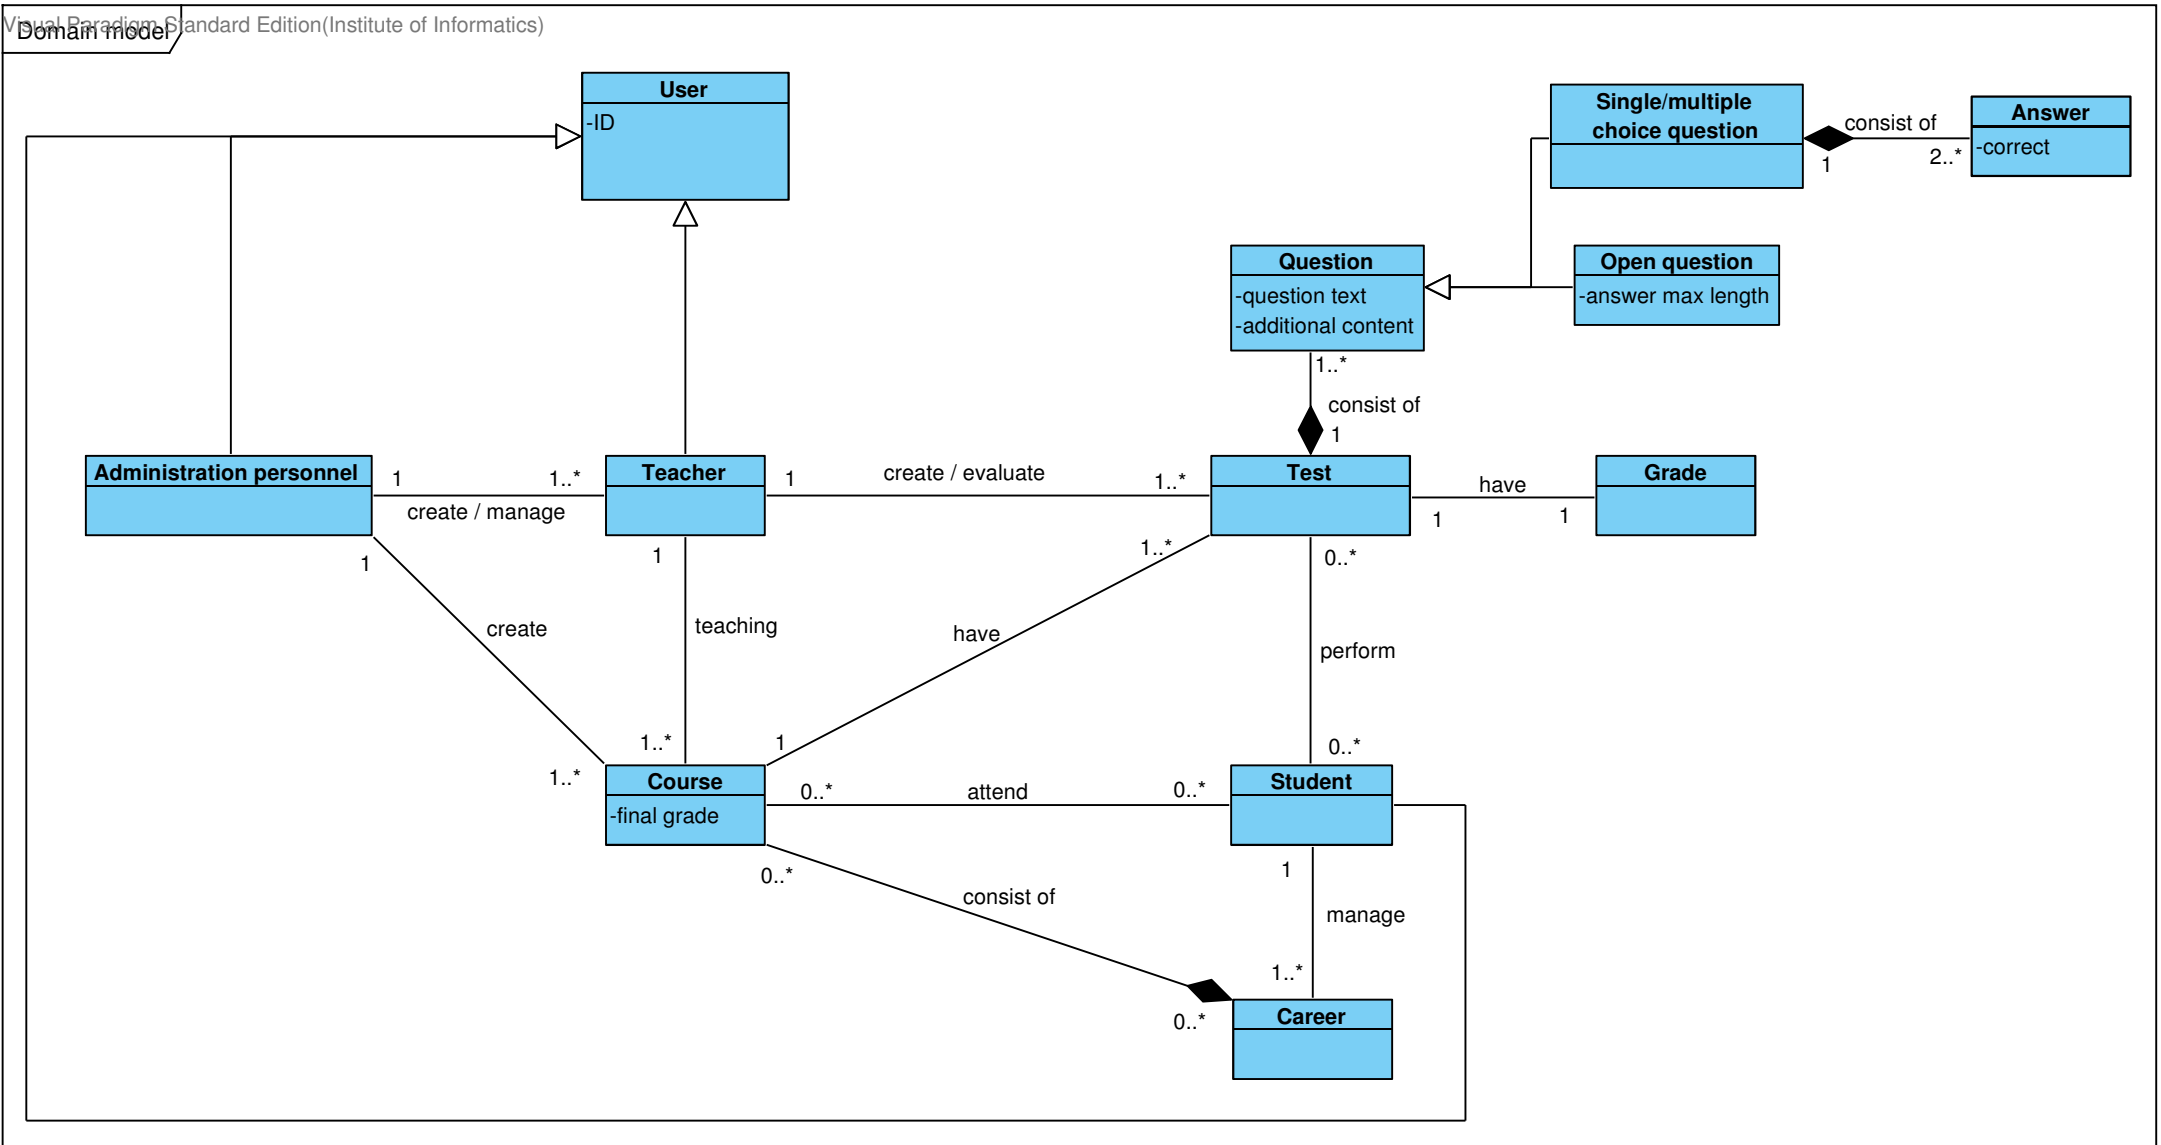 Visual Paradigm Standard Edition(Institute of Informatics)
Domain model
User
-ID
Single/multiple
choice question
consist of
1
2..*
Answer
-correct
Question
-question text
-additional content
Open question
-answer max length
1..*
consist of
1
Administration personnel
1
1..*
create / manage
Teacher
1
create / evaluate
1..*
Test
have
1
1
Grade
1
create
1..*
1
teaching
1..*
1..*
have
1
0..*
perform
0..*
Course
-final grade
0..*
attend
0..*
Student
0..*
consist of
0..*
1
manage
1..*
Career